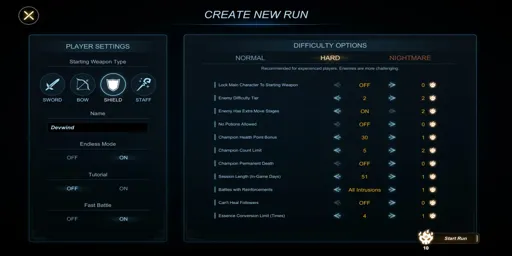 CREATE NEW RUN
PLAYER SETTINGS
Starting Weapon Type
SWORD BOW SHIELD STAFF
Name
Devwind
Endless Mode
OFF ON
Tutorial
OFF ON
Fast Battle
OFF ON
DIFFICULTY OPTIONS
NORMAL HARD NIGHTMARE
Recommended for experienced players. Enemies are more challenging.
Lock Main Character To Starting Weapon OFF 0
Enemy Difficulty Tier 2 2
Enemy Has Extra Move Stages ON 2
No Potions Allowed OFF 0
Champion Health Point Bonus 30 1
Champion Count Limit 5 2
Champion Permanent Death OFF 0
Session Length (In-Game Days) 51 1
Battles with Reinforcements All Intrusions 1
Can't Heal Followers OFF 0
Essence Conversion Limit (Times) 4 1
10
Start Run